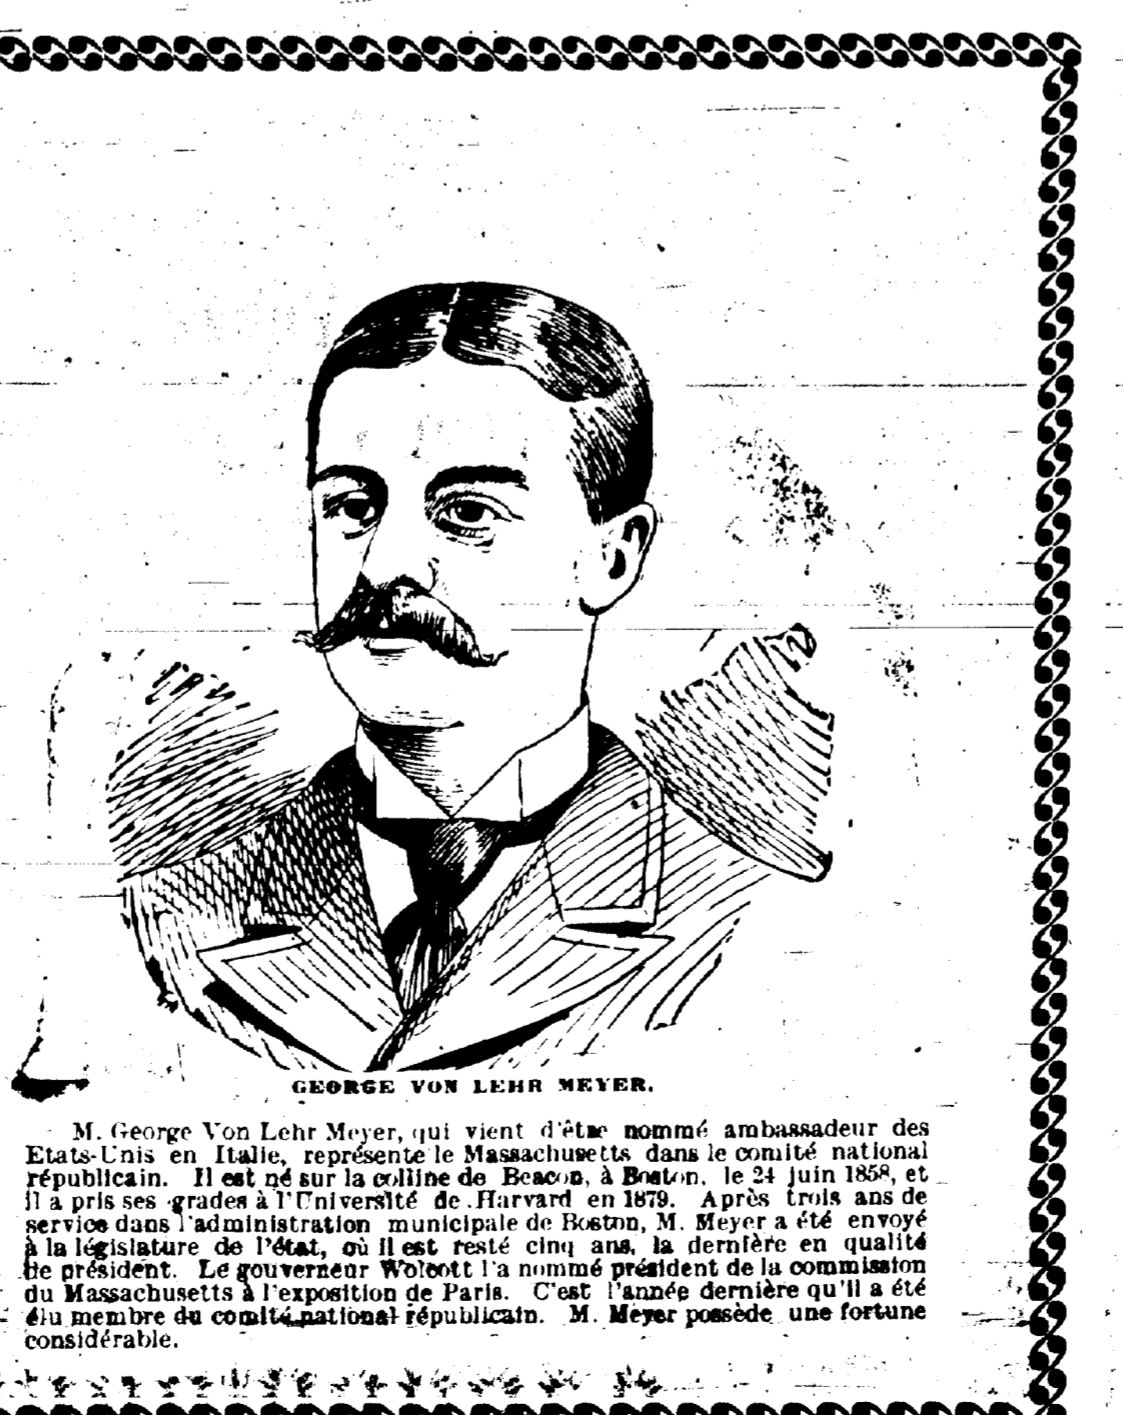 GEORGE VON LEHR MEYER.
M. George Von Lehr Meyer, qui vient d'être nommé ambassadeur des
Etats-Unis en Italie, représente le Massachusetts dans le comité national
républicain. Il est né sur la colline de Beacon, à Boston, le 24 juin 1858, et
il a pris ses grades à l'Université de Harvard en 1879. Après trois ans de
service dans l'administration municipale de Boston, M. Meyer a été envoyé
à la législature de l'état, où il est resté cinq ans, la dernière en qualité
de président. Le gouverneur Wolcott l'a nommé président de la commission
du Massachusetts à l'exposition de Paris. C'est l'année dernière qu'il a été
élu membre du comité national républicain. M. Meyer possède une fortune
considérable.